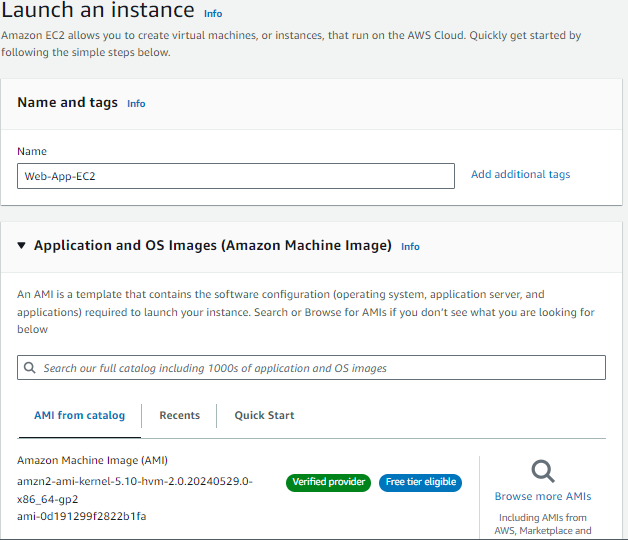 Launch an instance Info
Amazon EC2 allows you to create virtual machines, or instances, that run on the AWS Cloud. Quickly get started by
following the simple steps below.
Name and tags Info
Name
Web-App-EC2
Add additional tags
Application and OS Images (Amazon Machine Image) Info
An AMI is a template that contains the software configuration (operating system, application server, and
applications) required to launch your instance. Search or Browse for AMIs if you don't see what you are looking for
below
Search our full catalog including 1000s of application and OS images
AMI from catalog
Recents
Quick Start
Amazon Machine Image (AMI)
amzn2-ami-kernel-5.10-hvm-2.0.20240529.0-
x86_64-gp2
ami-0d191299f2822b1fa
Verified provider
Free tier eligible
Browse more AMIs
Including AMIs from
AWS, Marketplace and